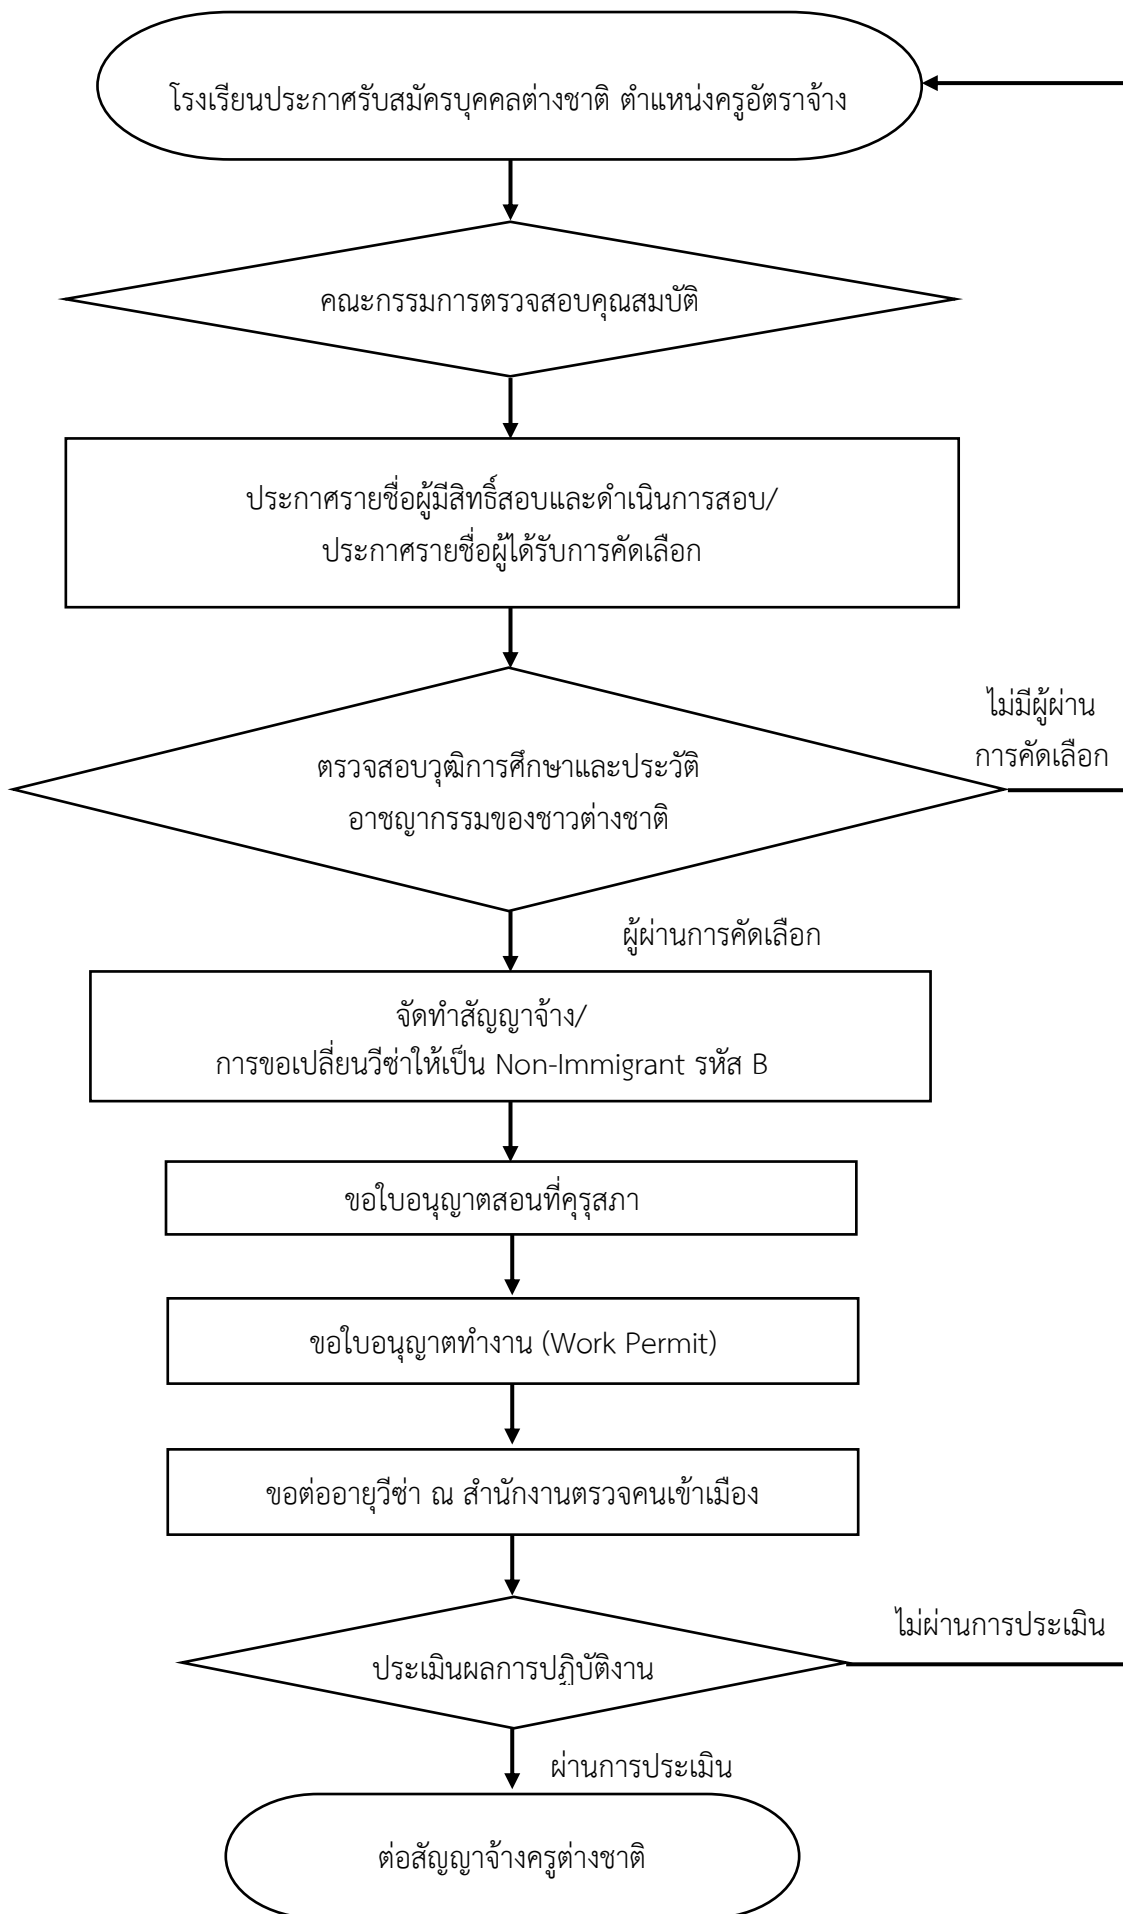 โรงเรียนประกาศรับสมัครบุคคลต่างชาติ ตำแหน่งครูอัตราจ้าง
คณะกรรมการตรวจสอบคุณสมบัติ
ประกาศรายชื่อผู้มีสิทธิ์สอบและดำเนินการสอบ/
ประกาศรายชื่อผู้ได้รับการคัดเลือก
ไม่มีผู้ผ่าน
การคัดเลือก
ตรวจสอบวุฒิการศึกษาและประวัติ
อาชญากรรมของชาวต่างชาติ
ผู้ผ่านการคัดเลือก
จัดทำสัญญาจ้าง/
การขอเปลี่ยนวีซ่าให้เป็น Non-Immigrant รหัส B
ขอใบอนุญาตสอนที่คุรุสภา
ขอใบอนุญาตทำงาน (Work Permit)
ขอต่ออายุวีซ่า ณ สำนักงานตรวจคนเข้าเมือง
ไม่ผ่านการประเมิน
ประเมินผลการปฏิบัติงาน
ผ่านการประเมิน
ต่อสัญญาจ้างครูต่างชาติ